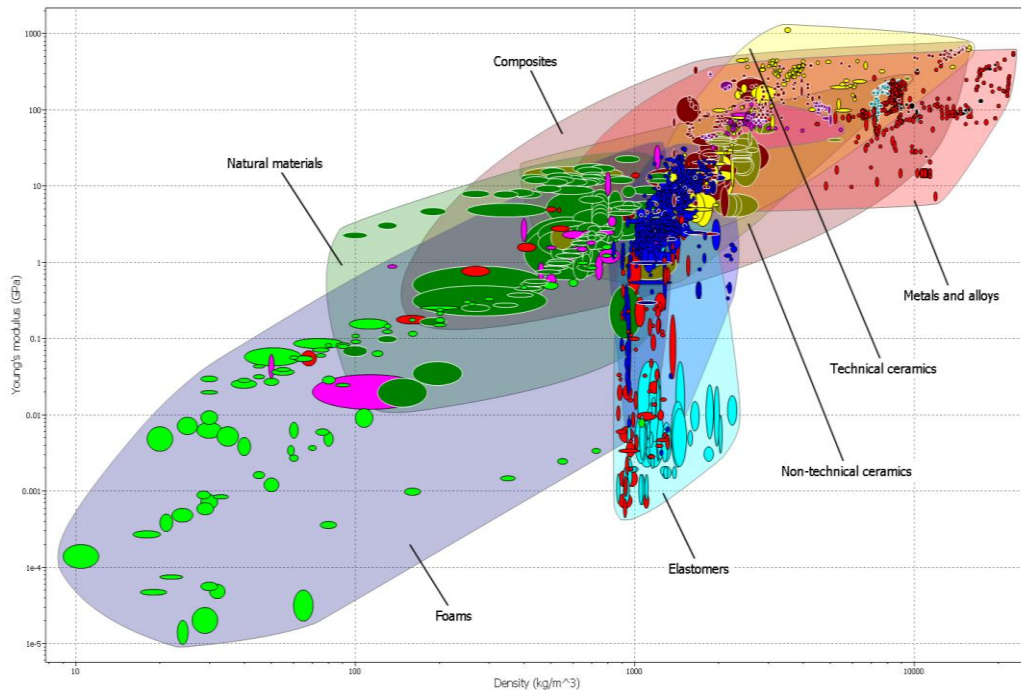 1000
Composites
100
Natural materials
10
1
Metals and alloys
Young's modulus (GPa)
0.1
Technical ceramics
0.01
Non-technical ceramics
0.001
Elastomers
1e-4
Foams
1e-5
10
100
1000
10000
Density (kg/m^3)